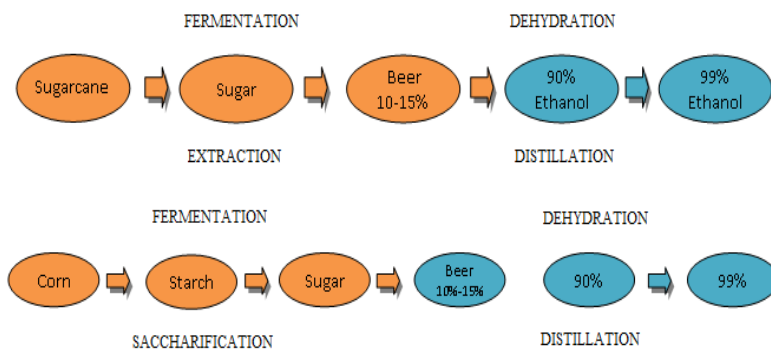 FERMENTATION DEHYDRATION
Sugarcane
Sugar
Beer
10-15%
90%
Ethanol
99%
Ethanol
EXTRACTION DISTILLATION
FERMENTATION DEHYDRATION
Corn
Starch
Sugar
Beer
10%-15%
90%
99%
SACCHARIFICATION DISTILLATION